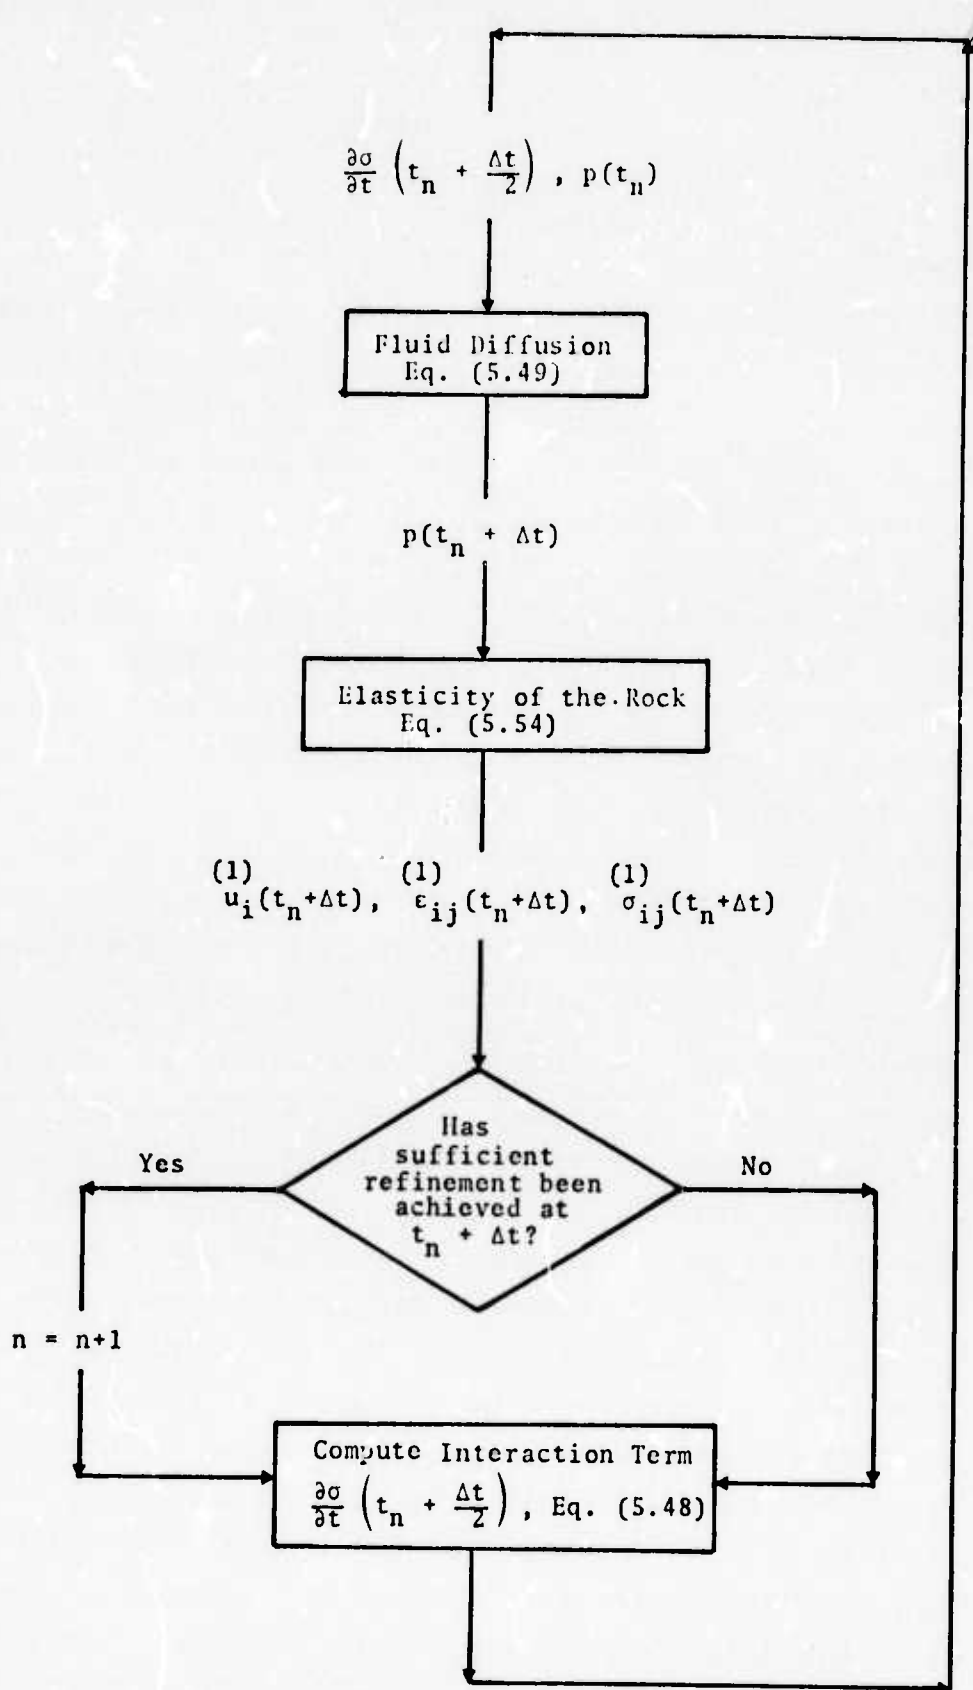 ∂σ/∂t (t_n + Δt/2) , p(t_n)
Fluid Diffusion
Eq. (5.49)
p(t_n + Δt)
Elasticity of the Rock
Eq. (5.54)
(1) (1) (1)
u_i(t_n+Δt), ε_ij(t_n+Δt), σ_ij(t_n+Δt)
Has
sufficient
refinement been
achieved at
t_n + Δt?
Yes
No
n = n+1
Compute Interaction Term
∂σ/∂t (t_n + Δt/2) , Eq. (5.48)